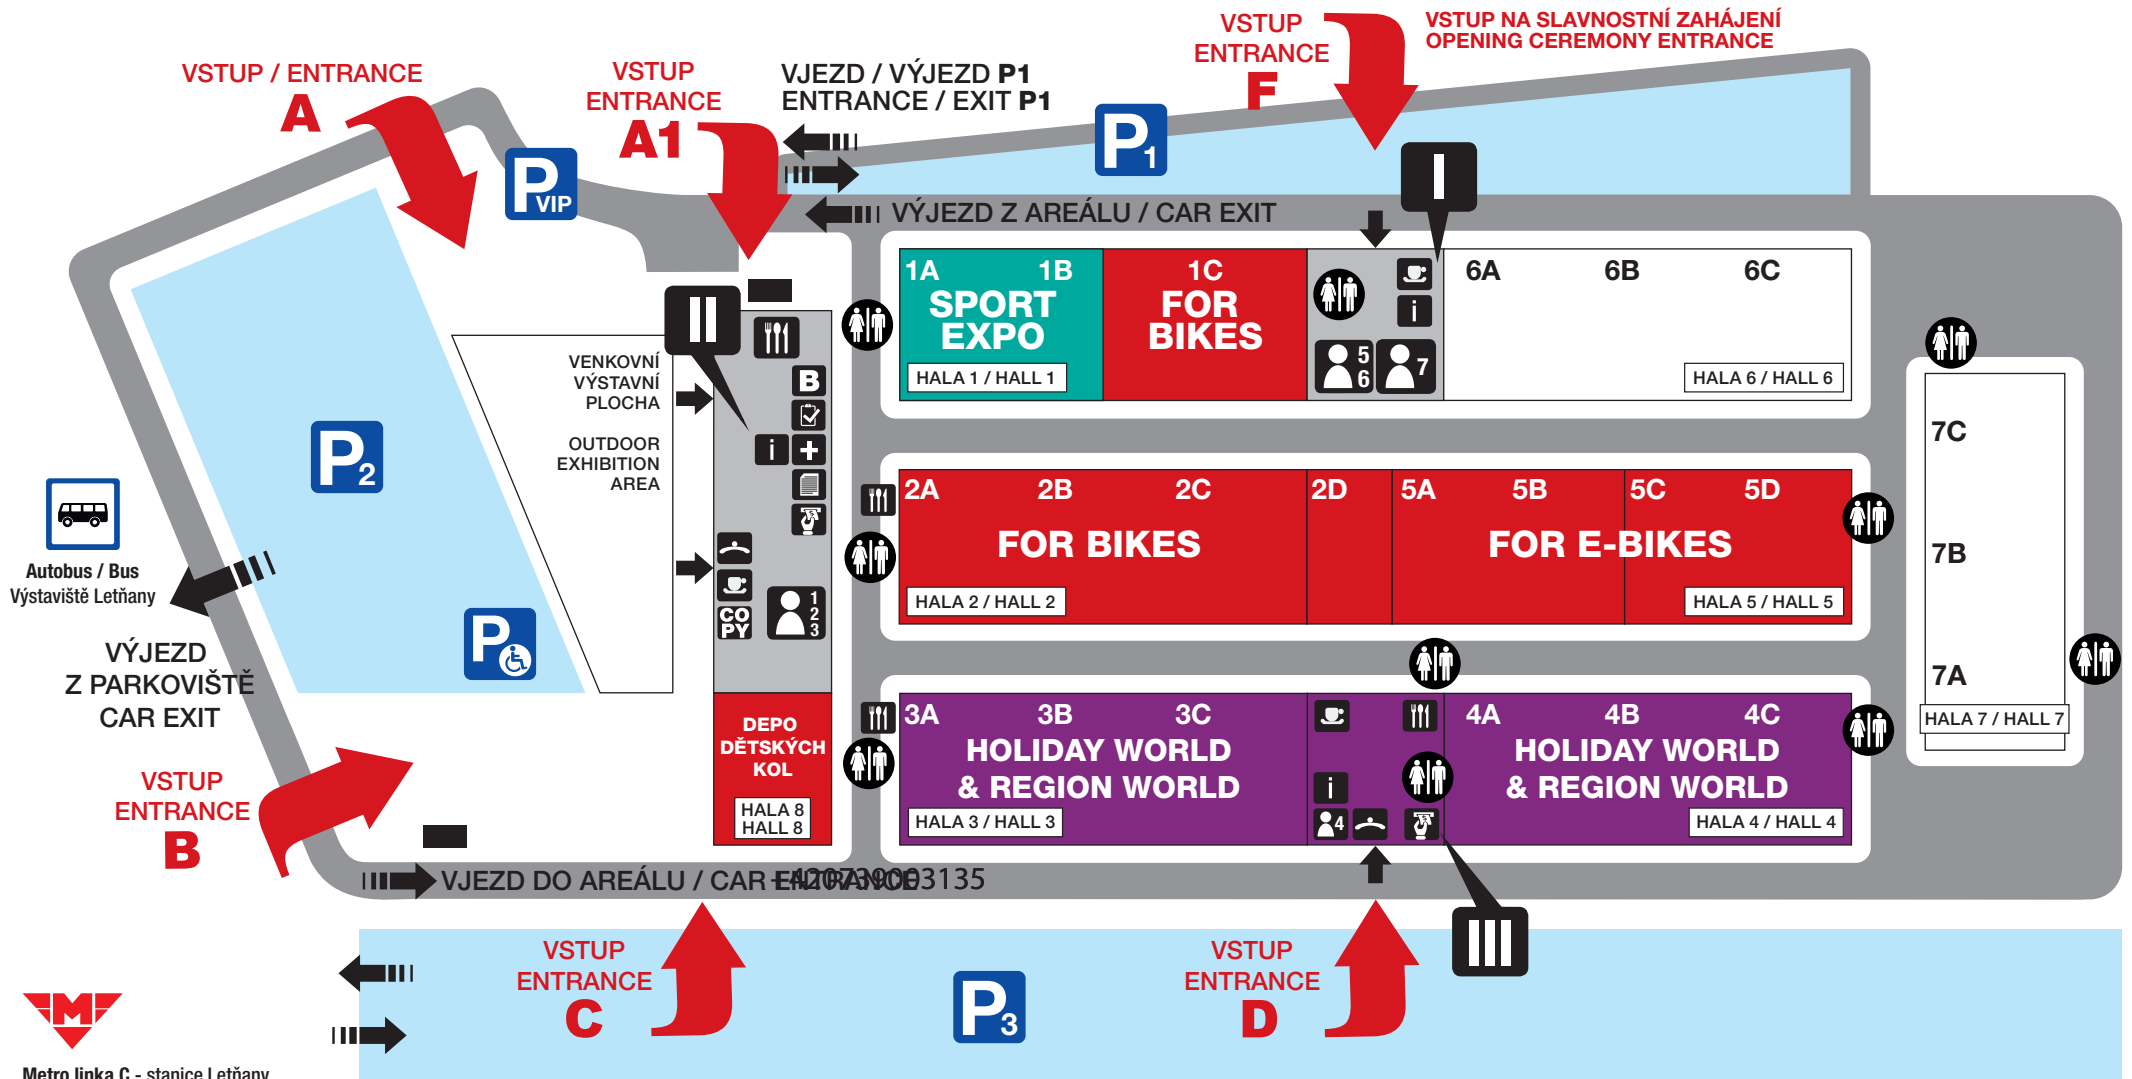 VSTUP / ENTRANCE
A
VSTUP
ENTRANCE
A1
VJEZD / VÝJEZD P1
ENTRANCE / EXIT P1
VSTUP
ENTRANCE
F
VSTUP NA SLAVNOSTNÍ ZAHÁJENÍ
OPENING CEREMONY ENTRANCE
P VIP
P1
I
VÝJEZD Z AREÁLU / CAR EXIT
1A
1B
SPORT
EXPO
HALA 1 / HALL 1
1C
FOR
BIKES
i
5
6
7
6A
6B
6C
HALA 6 / HALL 6
II
VENKOVNÍ
VÝSTAVNÍ
PLOCHA
OUTDOOR
EXHIBITION
AREA
B
i
COPY
1
2
3
P2
Autobus / Bus
Výstaviště Letňany
P
VÝJEZD
Z PARKOVIŠTĚ
CAR EXIT
2A
2B
2C
2D
5A
5B
5C
5D
FOR BIKES
FOR E-BIKES
HALA 2 / HALL 2
HALA 5 / HALL 5
7C
7B
7A
HALA 7 / HALL 7
DEPO
DĚTSKÝCH
KOL
HALA 8
HALL 8
3A
3B
3C
HOLIDAY WORLD
& REGION WORLD
HALA 3 / HALL 3
i
4
4A
4B
4C
HOLIDAY WORLD
& REGION WORLD
HALA 4 / HALL 4
VSTUP
ENTRANCE
B
VJEZD DO AREÁLU / CAR ENTRANCE
+420739003135
III
VSTUP
ENTRANCE
C
P3
VSTUP
ENTRANCE
D
M
Metro linka C - stanice Letňany